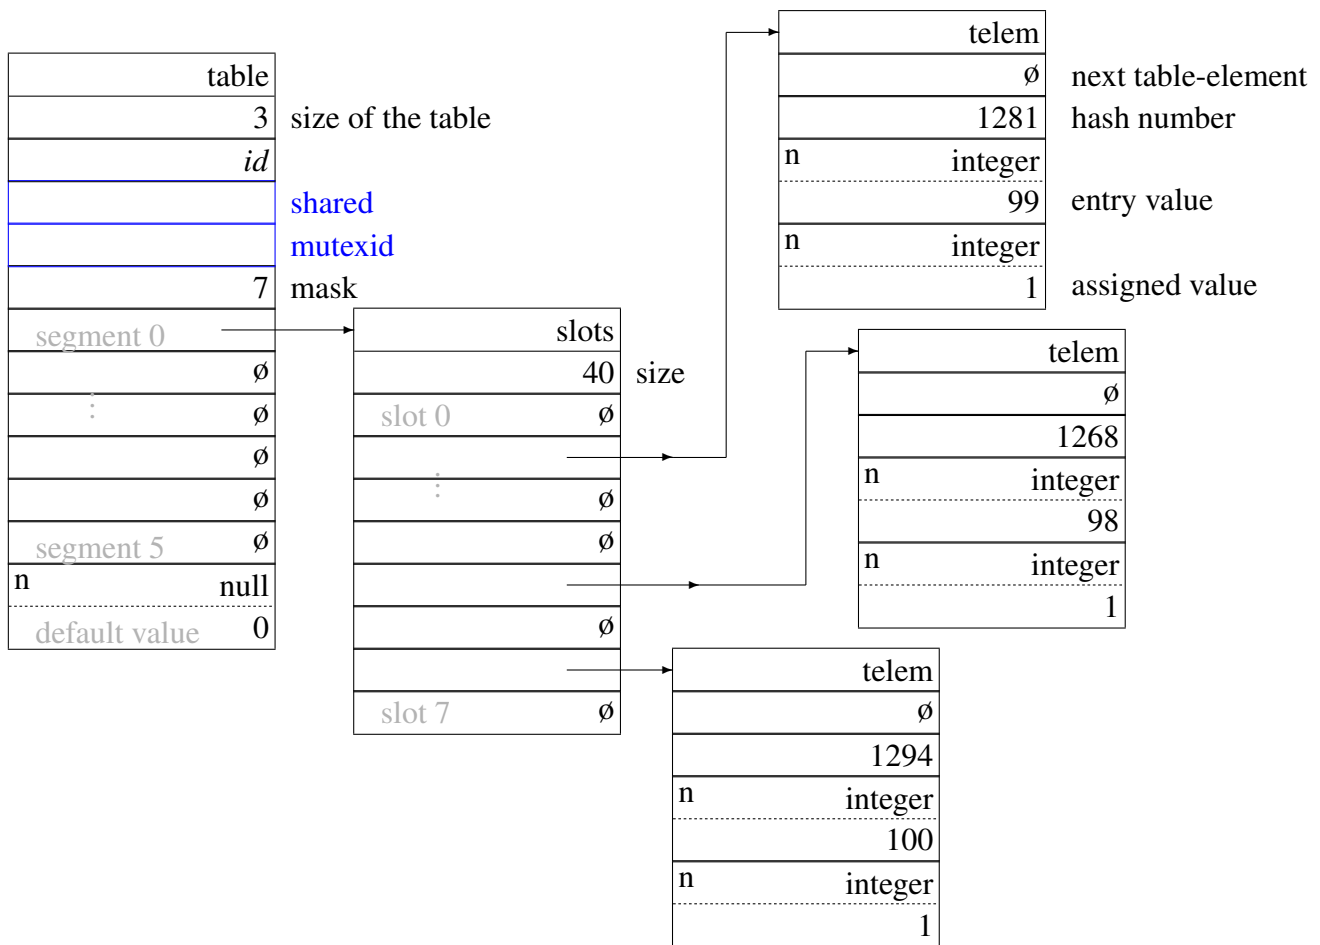 table
3 size of the table
id
shared
mutexid
7 mask
segment 0
ø
⋮ ø
ø
ø
segment 5 ø
n null
default value 0
slots
40 size
slot 0 ø
⋮ ø
ø
ø
slot 7 ø
telem
ø next table-element
1281 hash number
n integer
99 entry value
n integer
1 assigned value
telem
ø
1268
n integer
98
n integer
1
telem
ø
1294
n integer
100
n integer
1